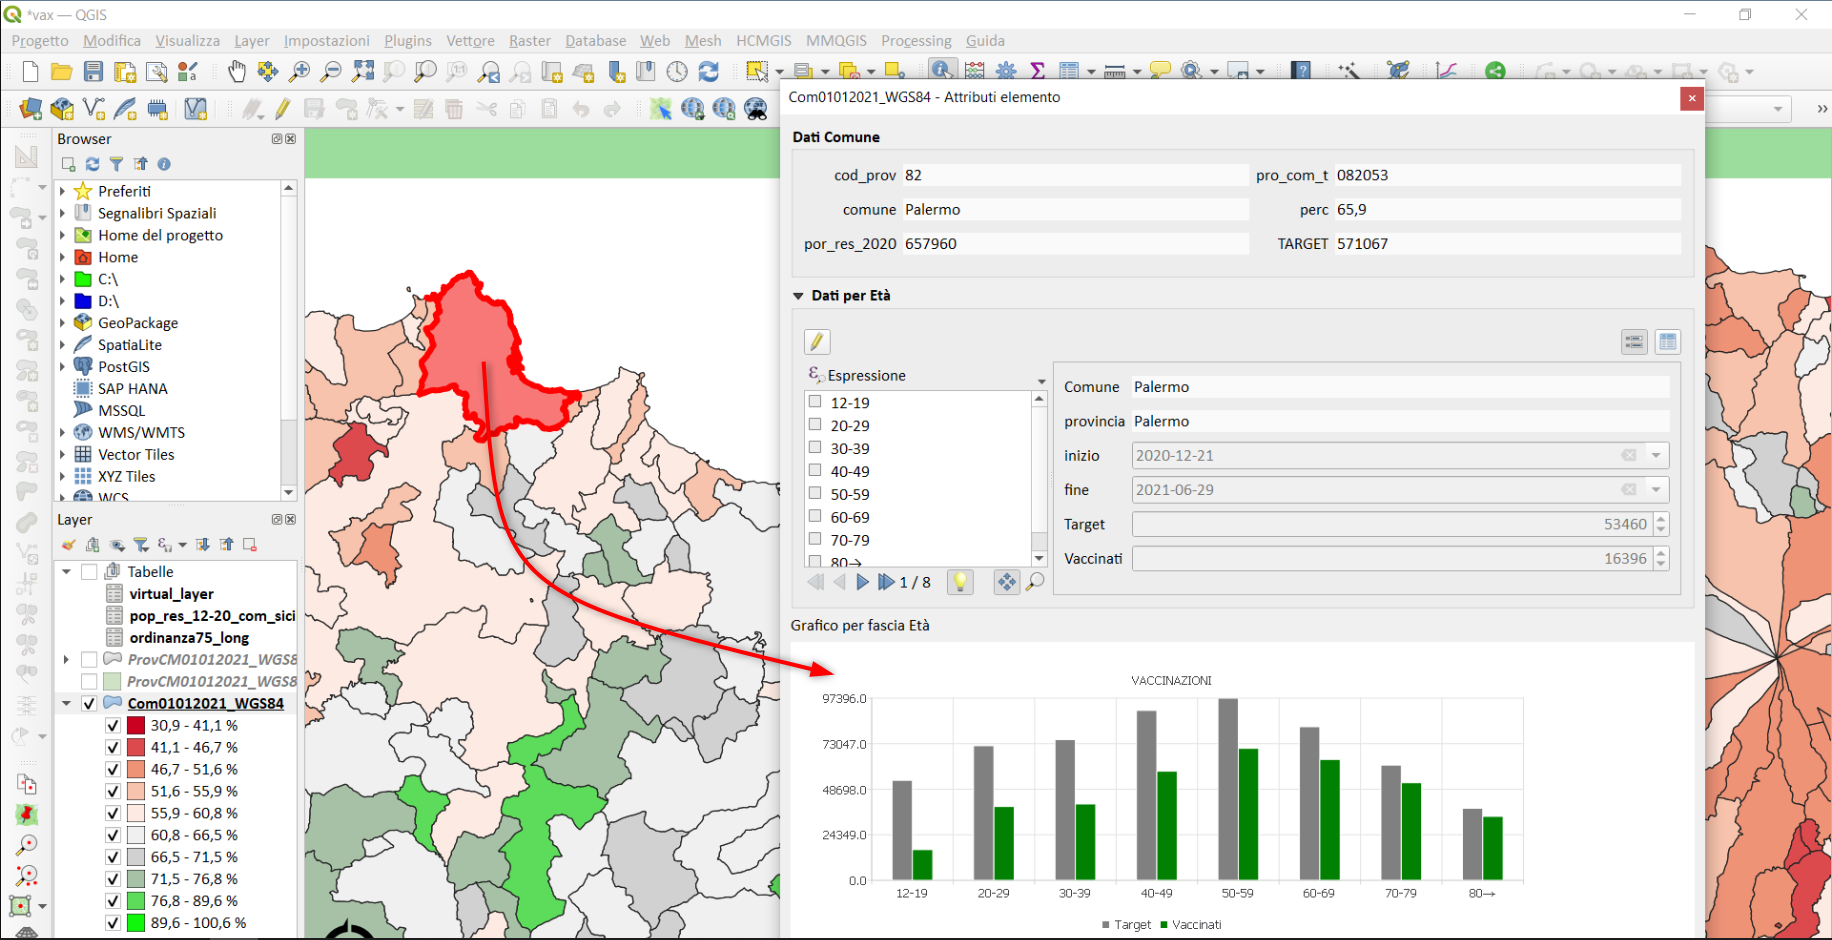 *vax — QGIS
Progetto Modifica Visualizza Layer Impostazioni Plugins Vettore Raster Database Web Mesh HCMGIS MMQGIS Processing Guida
Browser
Preferiti
Segnalibri Spaziali
Home del progetto
Home
C:\
D:\
GeoPackage
SpatiaLite
PostGIS
SAP HANA
MSSQL
WMS/WMTS
Vector Tiles
XYZ Tiles
WCS
Layer
Tabelle
virtual_layer
pop_res_12-20_com_sici
ordinanza75_long
ProvCM01012021_WGS8
ProvCM01012021_WGS8
Com01012021_WGS84
30,9 - 41,1 %
41,1 - 46,7 %
46,7 - 51,6 %
51,6 - 55,9 %
55,9 - 60,8 %
60,8 - 66,5 %
66,5 - 71,5 %
71,5 - 76,8 %
76,8 - 89,6 %
89,6 - 100,6 %
Com01012021_WGS84 - Attributi elemento
Dati Comune
cod_prov 82 pro_com_t 082053
comune Palermo perc 65,9
por_res_2020 657960 TARGET 571067
Dati per Età
Espressione
12-19
20-29
30-39
40-49
50-59
60-69
70-79
80→
1 / 8
Comune Palermo
provincia Palermo
inizio 2020-12-21
fine 2021-06-29
Target 53460
Vaccinati 16396
Grafico per fascia Età
VACCINAZIONI
97396.0
73047.0
48698.0
24349.0
0.0
12-19 20-29 30-39 40-49 50-59 60-69 70-79 80→
Target Vaccinati